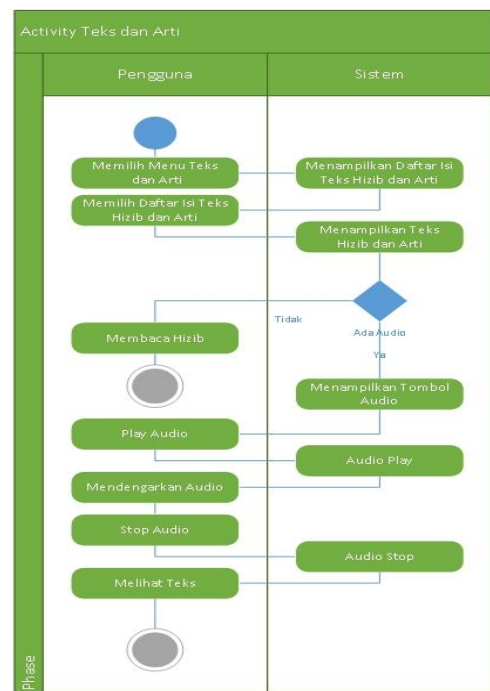 Activity Teks dan Arti
Pengguna
Sistem
Memilih Menu Teks
dan Arti
Menampilkan Daftar Isi
Teks Hizib dan Arti
Memilih Daftar Isi Teks
Hizib dan Arti
Menampilkan Teks
Hizib dan Arti
Tidak
Ada Audio
Ya
Membaca Hizib
Menampilkan Tombol
Audio
Play Audio
Audio Play
Mendengarkan Audio
Stop Audio
Audio Stop
Melihat Teks
Phase